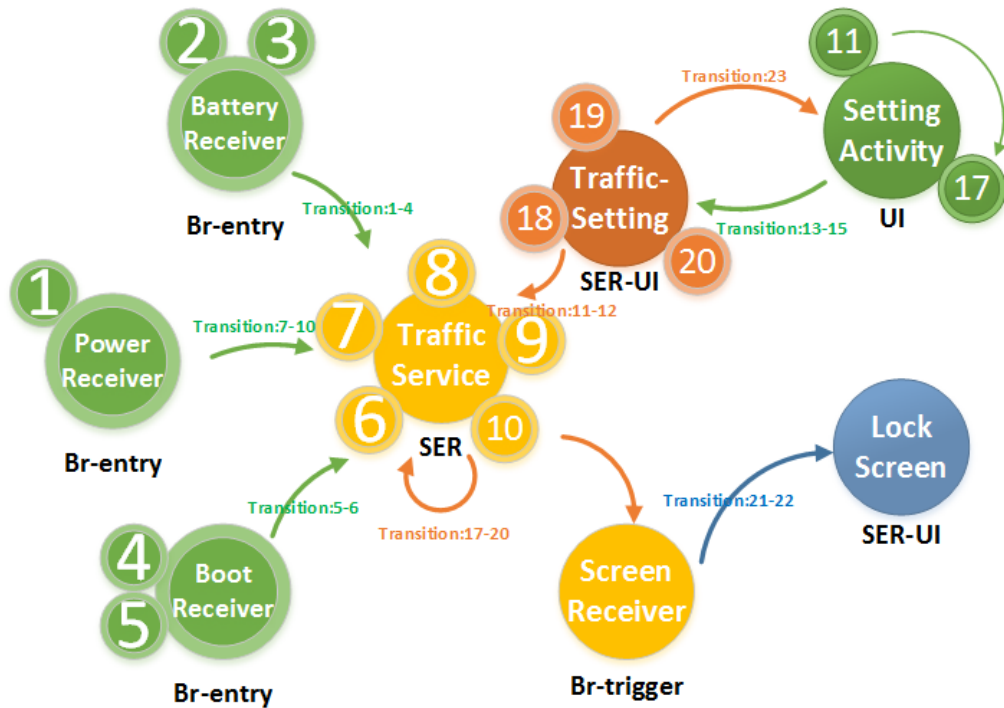 2
3
Battery
Receiver
Br-entry
Transition:1-4
11
Setting
Activity
17
UI
Transition:23
Transition:13-15
19
Traffic-
Setting
18
20
SER-UI
Transition:11-12
1
Power
Receiver
Br-entry
Transition:7-10
8
7
Traffic
Service
9
6
10
SER
Transition:17-20
Transition:5-6
4
5
Boot
Receiver
Br-entry
Screen
Receiver
Br-trigger
Transition:21-22
Lock
Screen
SER-UI